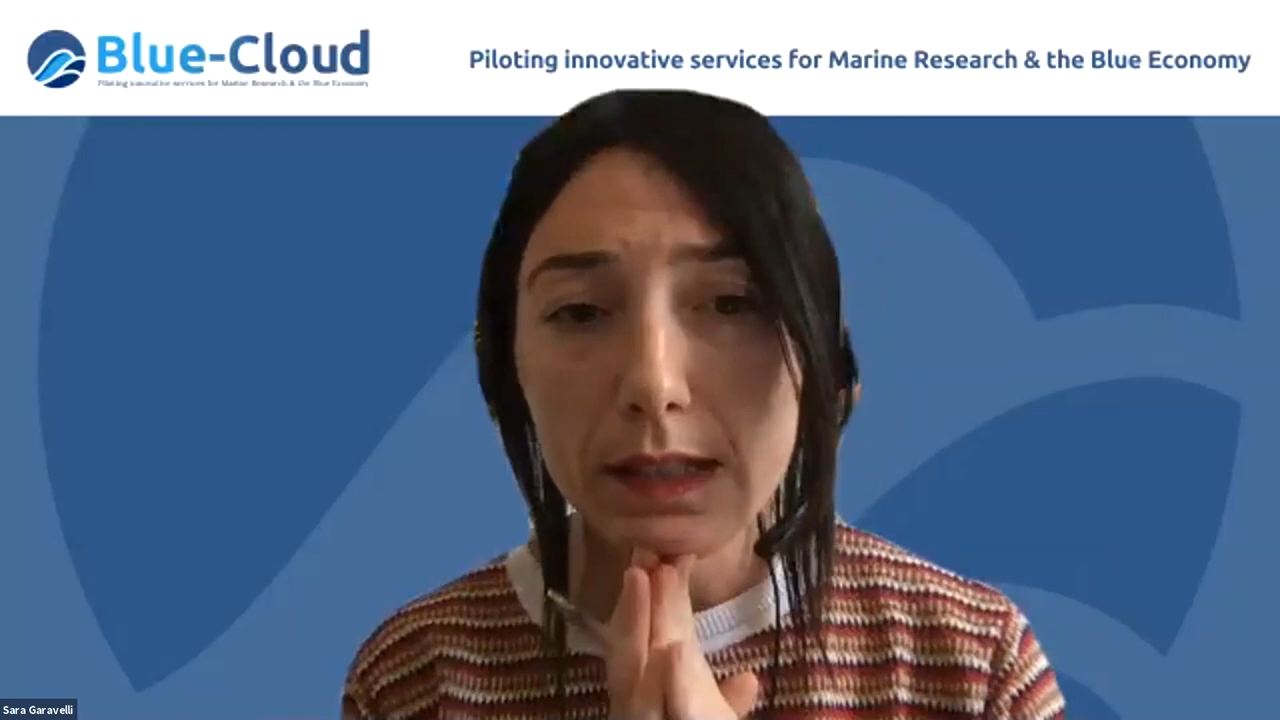 Blue-Cloud
Piloting innovative services for Marine Research & the Blue Economy
Piloting innovative services for Marine Research & the Blue Economy
Sara Garavelli